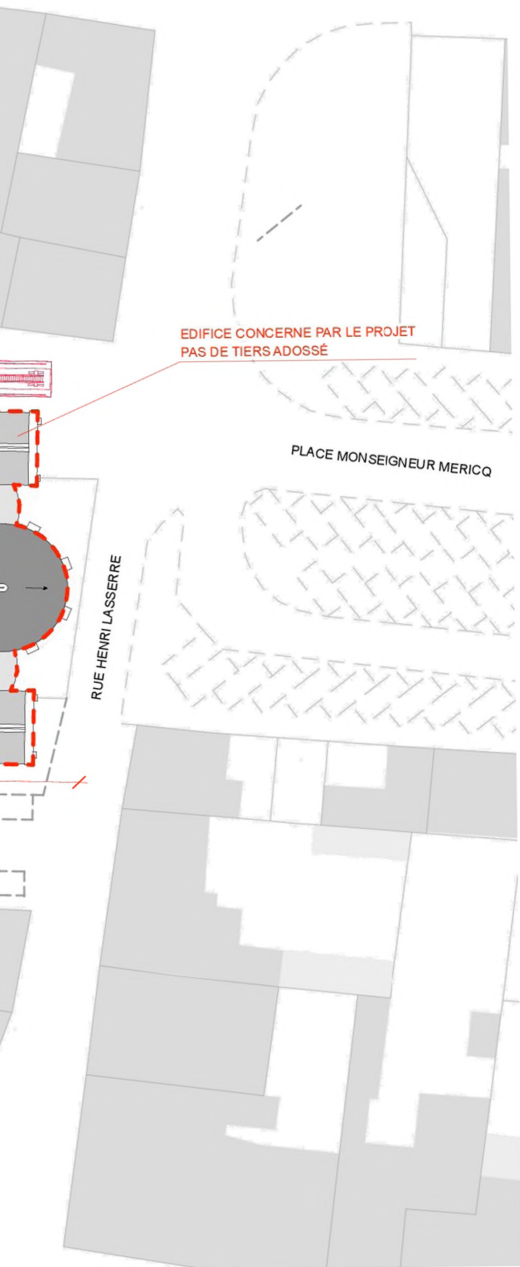 EDIFICE CONCERNE PAR LE PROJET
PAS DE TIERS ADOSSÉ
PLACE MONSEIGNEUR MERICQ
RUE HENRI LASSERRE